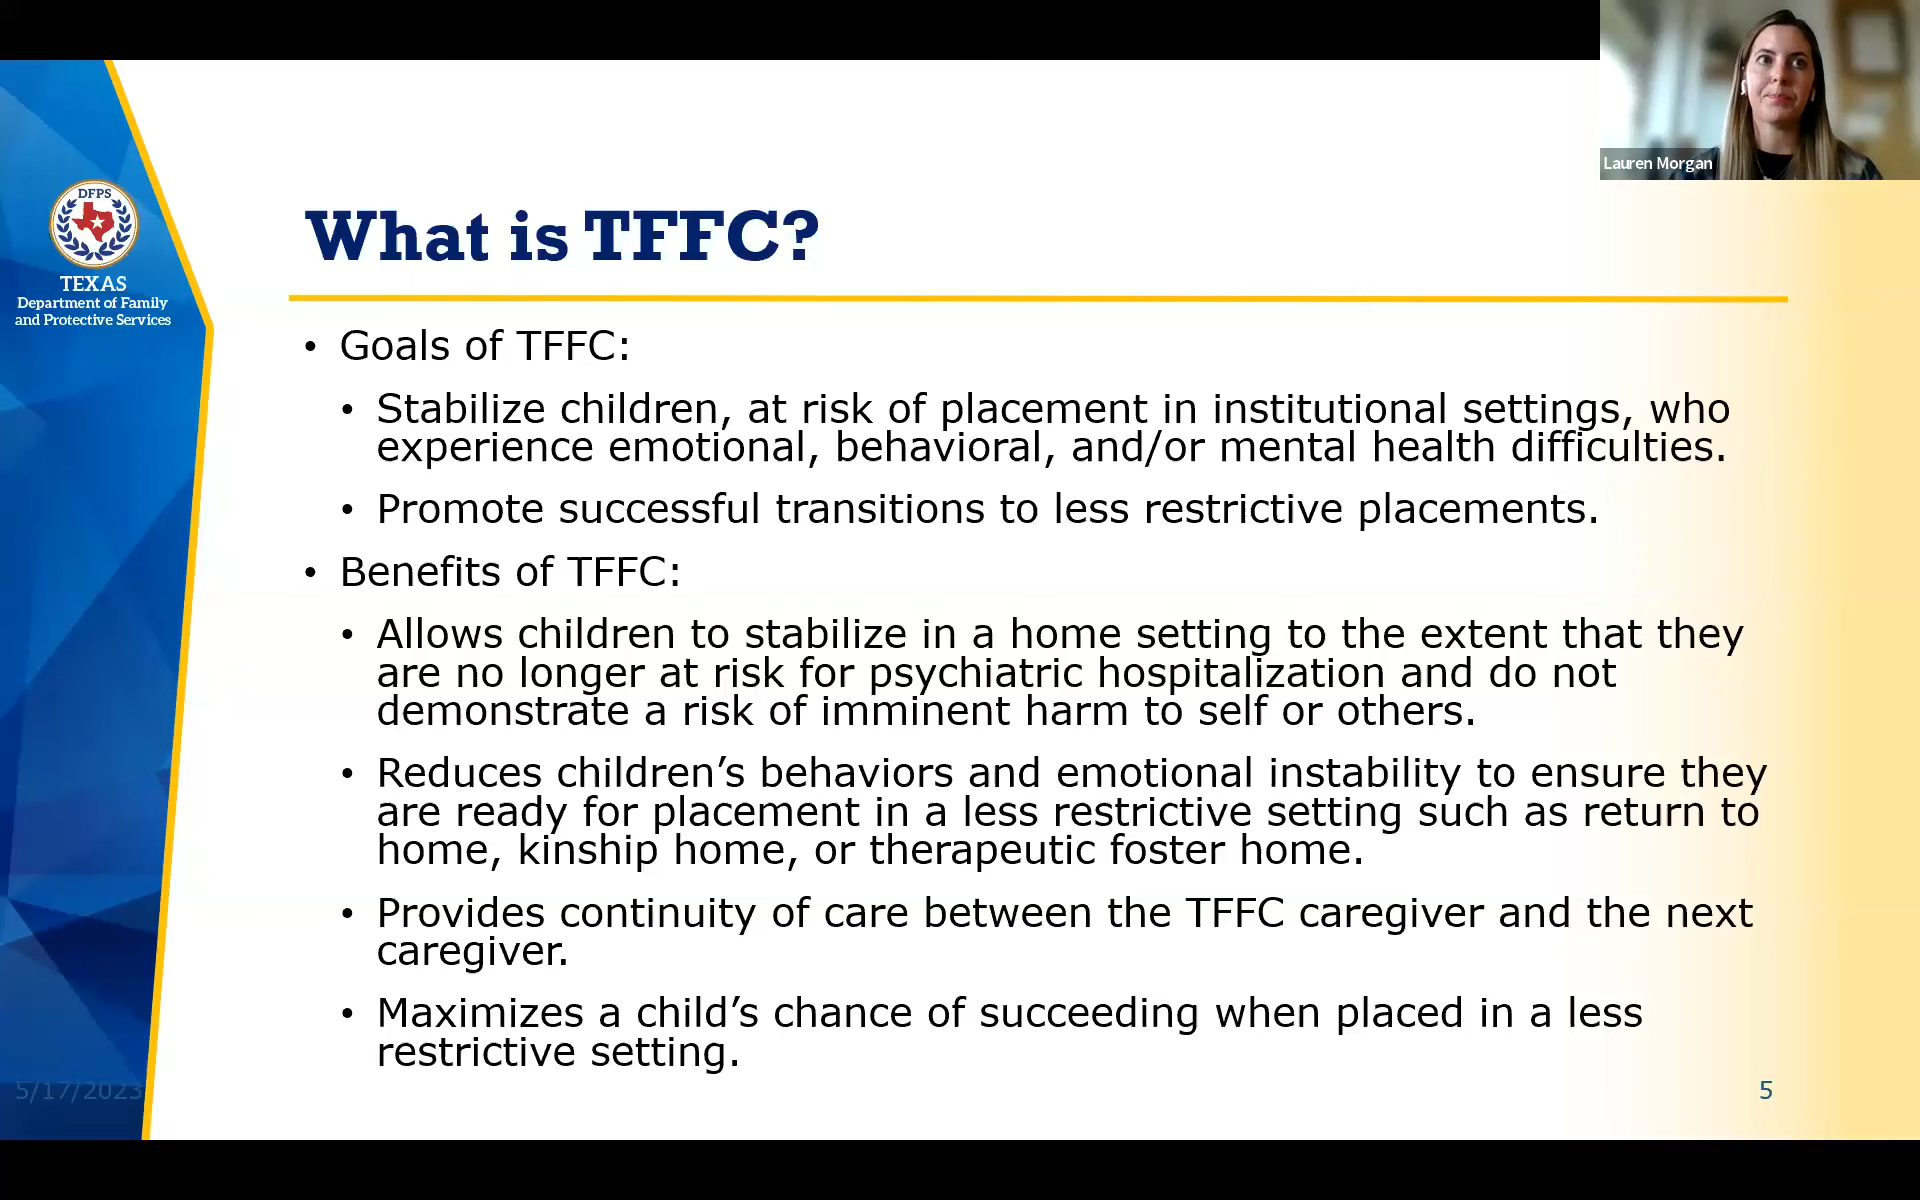 Lauren Morgan
DFPS
TEXAS
Department of Family
and Protective Services
What is TFFC?
• Goals of TFFC:
• Stabilize children, at risk of placement in institutional settings, who
experience emotional, behavioral, and/or mental health difficulties.
• Promote successful transitions to less restrictive placements.
• Benefits of TFFC:
• Allows children to stabilize in a home setting to the extent that they
are no longer at risk for psychiatric hospitalization and do not
demonstrate a risk of imminent harm to self or others.
• Reduces children’s behaviors and emotional instability to ensure they
are ready for placement in a less restrictive setting such as return to
home, kinship home, or therapeutic foster home.
• Provides continuity of care between the TFFC caregiver and the next
caregiver.
• Maximizes a child’s chance of succeeding when placed in a less
restrictive setting.
5/17/2023
5